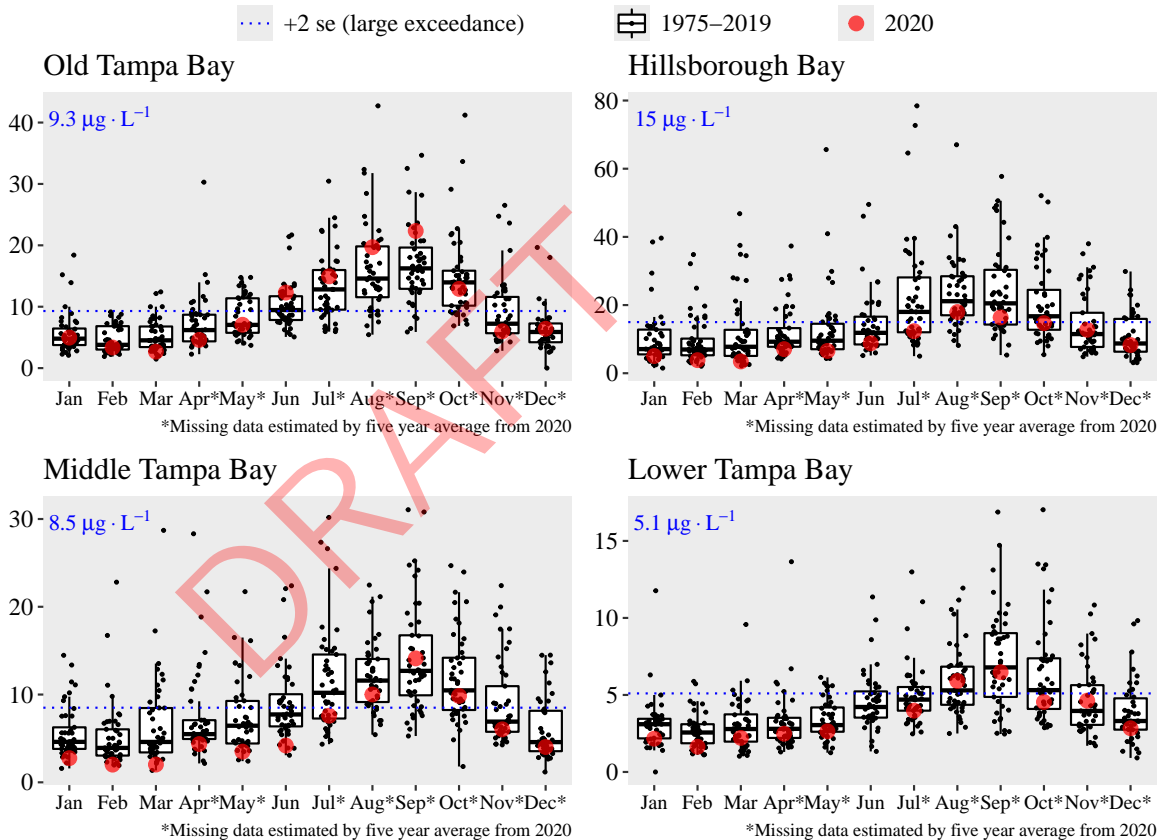 +2 se (large exceedance) 1975−2019 2020
Old Tampa Bay
9.3 μg ⋅ L⁻¹
40
30
20
10
0
Jan Feb Mar Apr* May* Jun Jul* Aug* Sep* Oct* Nov* Dec*
*Missing data estimated by five year average from 2020
Hillsborough Bay
15 μg ⋅ L⁻¹
80
60
40
20
0
Jan Feb Mar Apr* May* Jun Jul* Aug* Sep* Oct* Nov* Dec*
*Missing data estimated by five year average from 2020
Middle Tampa Bay
8.5 μg ⋅ L⁻¹
30
20
10
0
Jan Feb Mar Apr* May* Jun Jul* Aug* Sep* Oct* Nov* Dec*
*Missing data estimated by five year average from 2020
Lower Tampa Bay
5.1 μg ⋅ L⁻¹
15
10
5
0
Jan Feb Mar Apr* May* Jun Jul* Aug* Sep* Oct* Nov* Dec*
*Missing data estimated by five year average from 2020
DRAFT